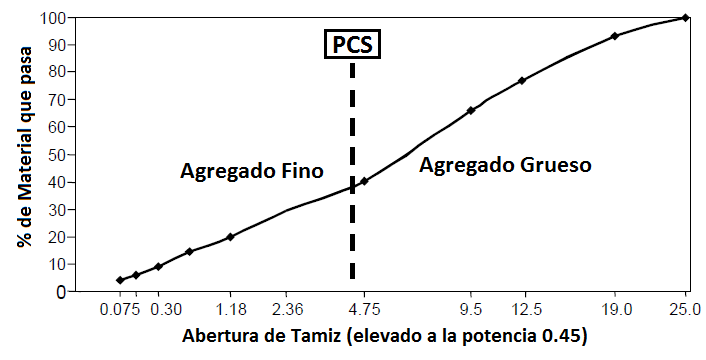 PCS
% de Material que pasa
100
90
80
70
60
50
40
30
20
10
0
Agregado Fino
Agregado Grueso
0.075 0.30 1.18 2.36 4.75 9.5 12.5 19.0 25.0
Abertura de Tamiz (elevado a la potencia 0.45)